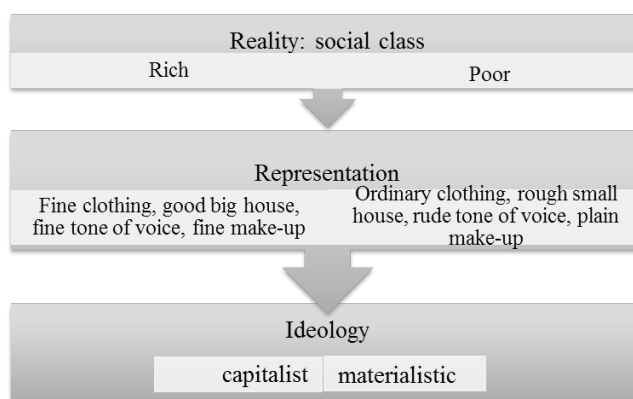 Reality: social class
Rich
Poor
Representation
Fine clothing, good big house,
fine tone of voice, fine make-up
Ordinary clothing, rough small
house, rude tone of voice, plain
make-up
Ideology
capitalist
materialistic